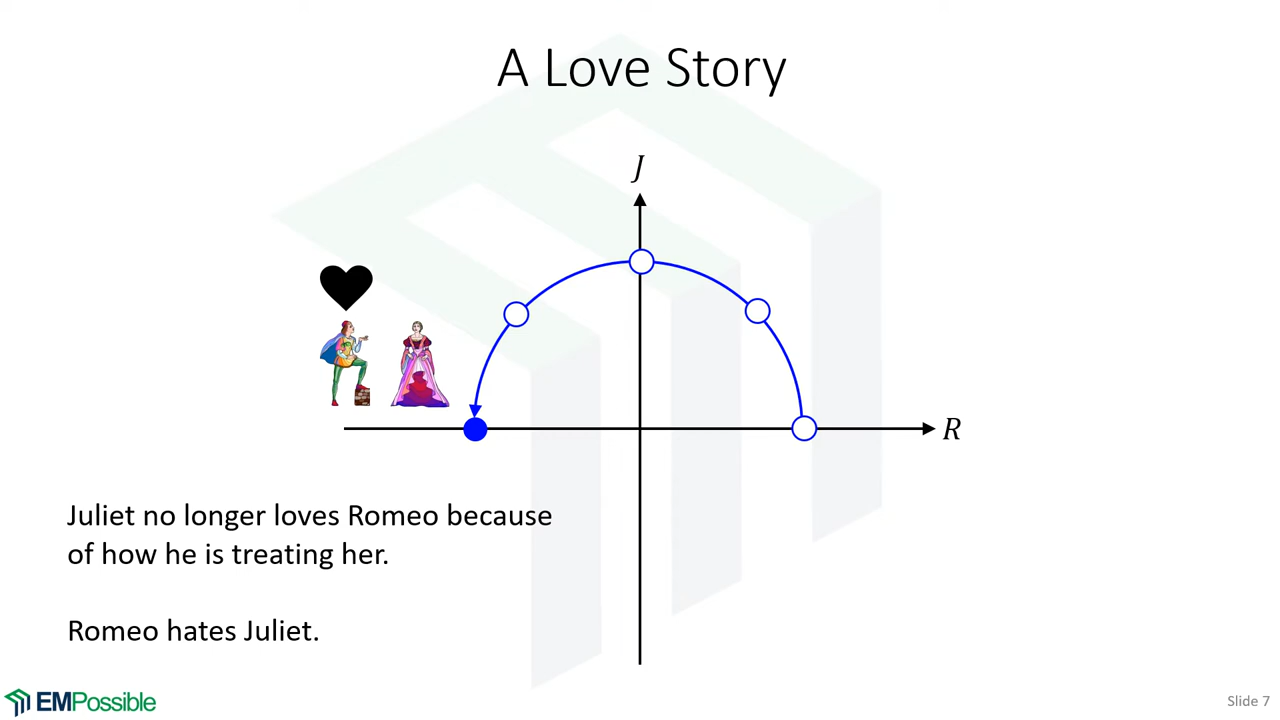 A Love Story
J
R
Juliet no longer loves Romeo because
of how he is treating her.
Romeo hates Juliet.
EMPossible
Slide 7